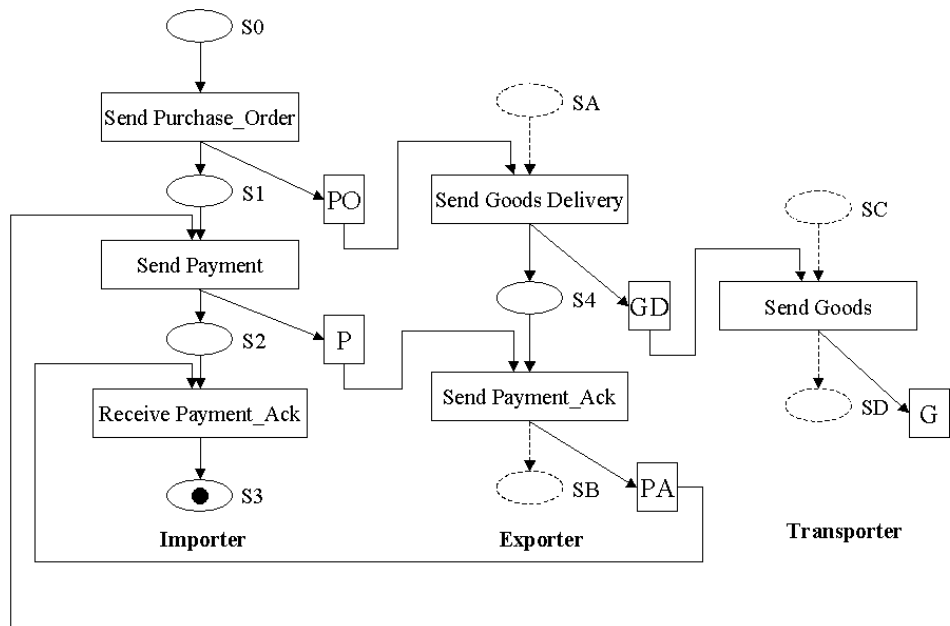 S0
Send Purchase_Order
S1
PO
Send Payment
S2
P
Receive Payment_Ack
S3
Importer
SA
Send Goods Delivery
S4
GD
Send Payment_Ack
SB
PA
Exporter
SC
Send Goods
SD
G
Transporter